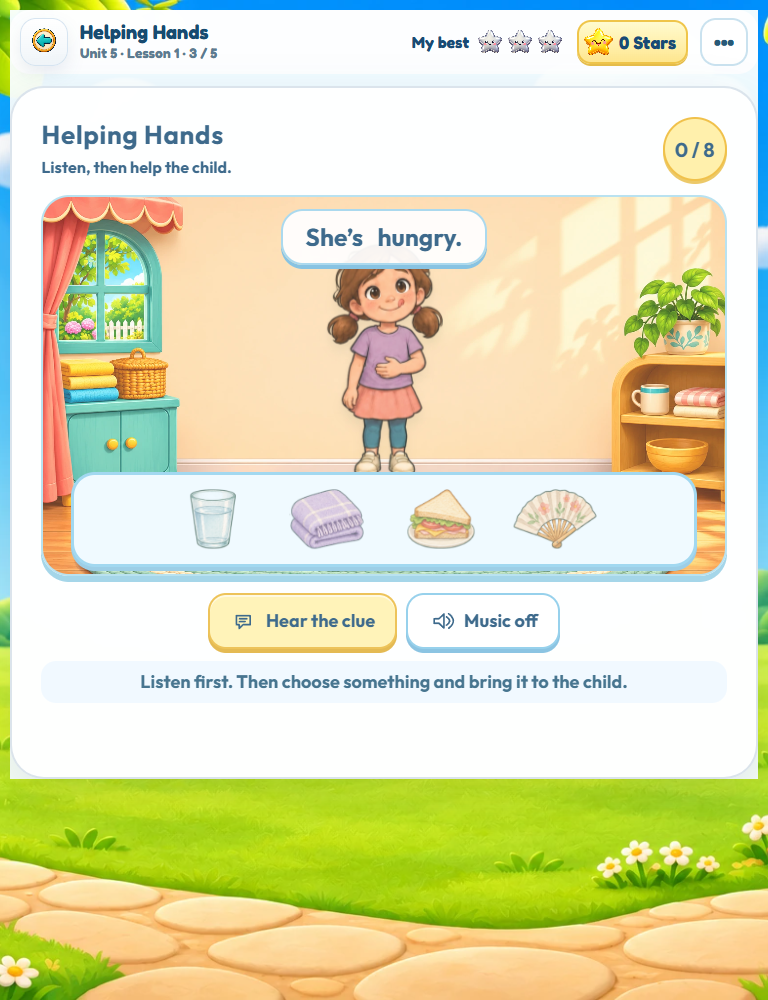 Helping Hands
Unit 5 · Lesson 1 · 3 / 5
My best
0 Stars
Helping Hands
Listen, then help the child.
0 / 8
She’s hungry.
Hear the clue
Music off
Listen first. Then choose something and bring it to the child.